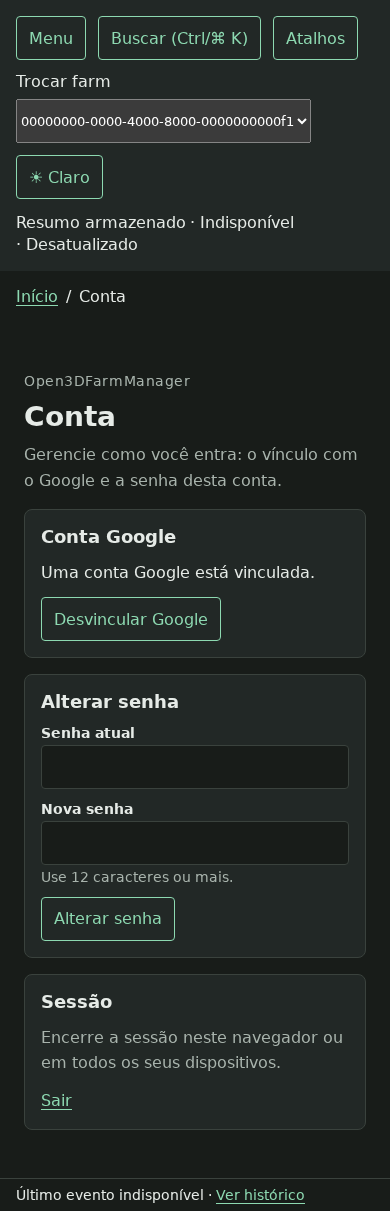 Menu
Buscar (Ctrl/⌘ K)
Atalhos
Trocar farm
00000000-0000-4000-8000-0000000000f1
☀ Claro
Resumo armazenado · Indisponível
· Desatualizado
Início / Conta
Open3DFarmManager
Conta
Gerencie como você entra: o vínculo com
o Google e a senha desta conta.
Conta Google
Uma conta Google está vinculada.
Desvincular Google
Alterar senha
Senha atual
Nova senha
Use 12 caracteres ou mais.
Alterar senha
Sessão
Encerre a sessão neste navegador ou
em todos os seus dispositivos.
Sair
Último evento indisponível · Ver histórico